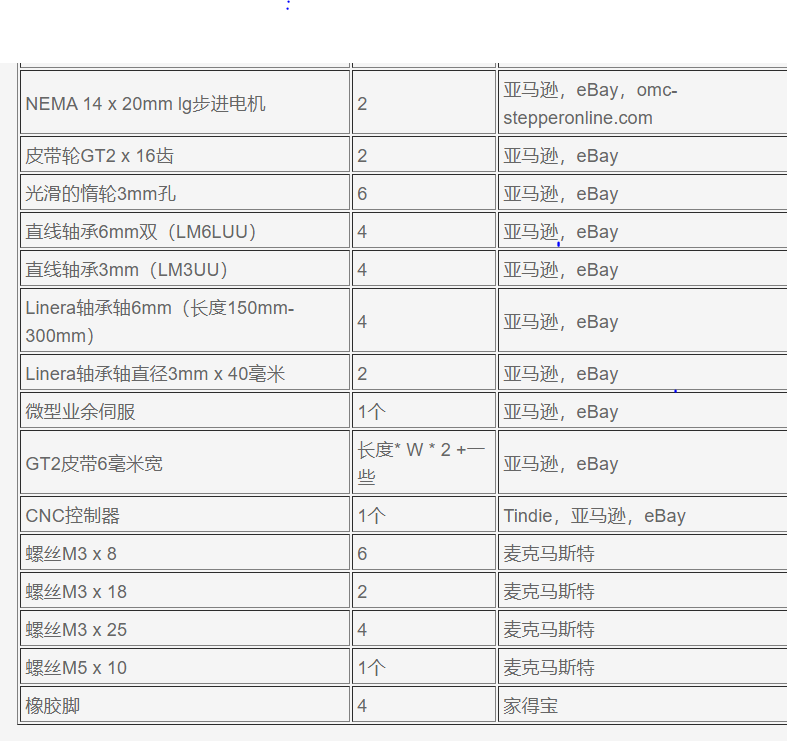 :
NEMA 14 x 20mm lg步进电机 2 亚马逊，eBay，omc-
stepperonline.com
皮带轮GT2 x 16齿 2 亚马逊，eBay
光滑的惰轮3mm孔 6 亚马逊，eBay
直线轴承6mm双（LM6LUU） 4 亚马逊，eBay
直线轴承3mm（LM3UU） 4 亚马逊，eBay
Linera轴承轴6mm（长度150mm-
300mm） 4 亚马逊，eBay
Linera轴承轴直径3mm x 40毫米 2 亚马逊，eBay
微型业余伺服 1个 亚马逊，eBay
GT2皮带6毫米宽 长度* W * 2 +一
些 亚马逊，eBay
CNC控制器 1个 Tindie，亚马逊，eBay
螺丝M3 x 8 6 麦克马斯特
螺丝M3 x 18 2 麦克马斯特
螺丝M3 x 25 4 麦克马斯特
螺丝M5 x 10 1个 麦克马斯特
橡胶脚 4 家得宝